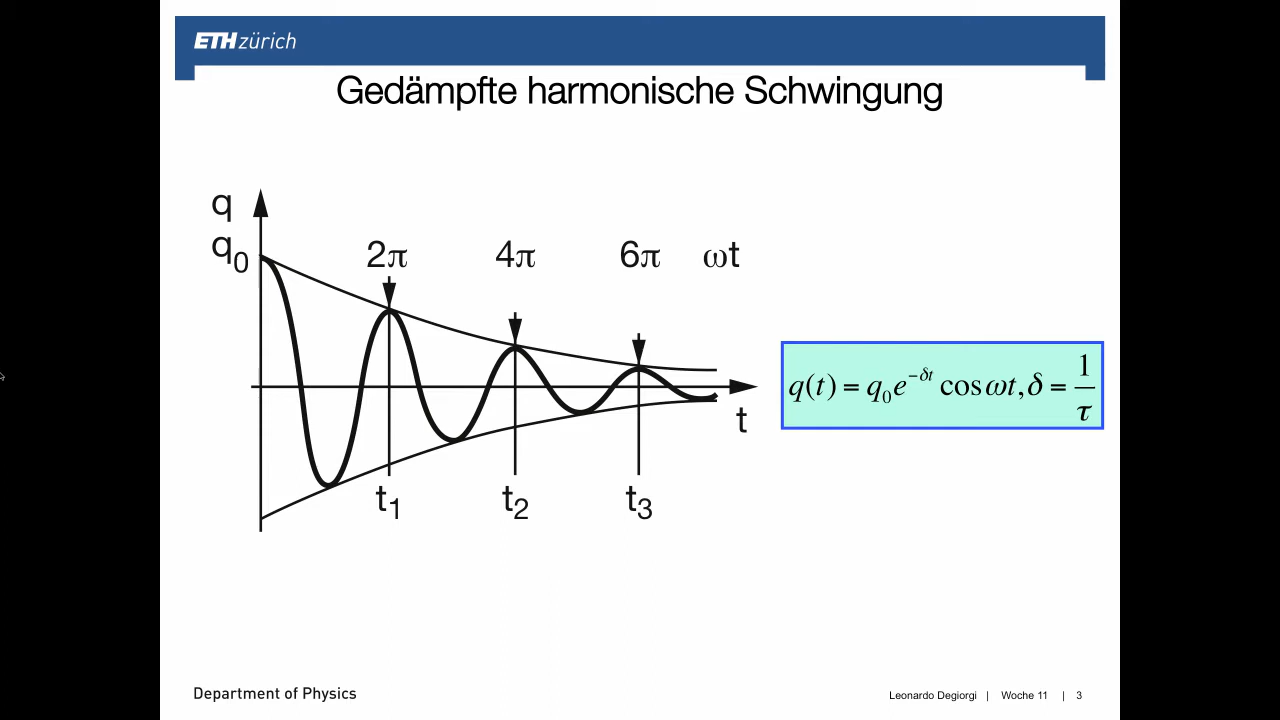 ETH zürich
Gedämpfte harmonische Schwingung
q
q₀
2π 4π 6π ωt
q(t) = q₀e^{-δt} cos ωt, δ = 1/τ
t
t₁ t₂ t₃
Department of Physics
Leonardo Degiorgi | Woche 11 | 3